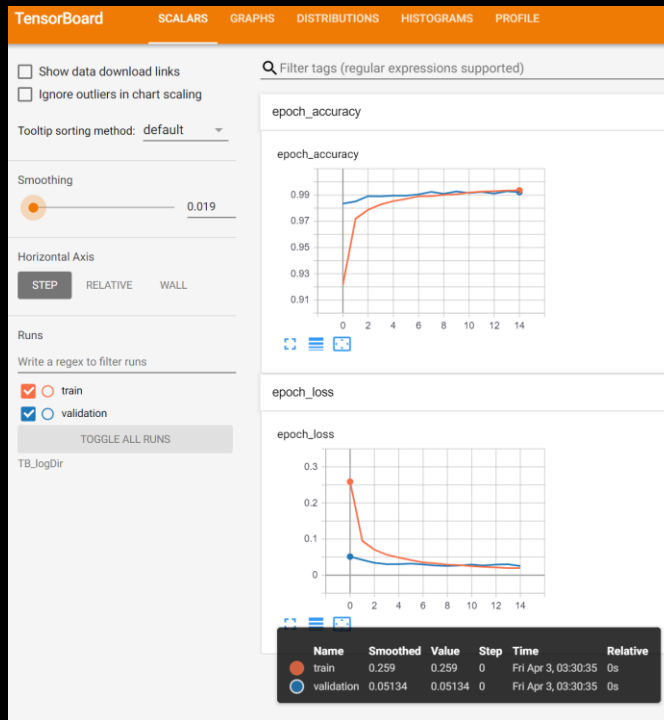 TensorBoard SCALARS GRAPHS DISTRIBUTIONS HISTOGRAMS PROFILE
Show data download links
Ignore outliers in chart scaling
Tooltip sorting method: default
Smoothing
0.019
Horizontal Axis
STEP RELATIVE WALL
Runs
Write a regex to filter runs
train
validation
TOGGLE ALL RUNS
TB_logDir
Filter tags (regular expressions supported)
epoch_accuracy
epoch_accuracy
0.99
0.97
0.95
0.93
0.91
0 2 4 6 8 10 12 14
epoch_loss
epoch_loss
0.3
0.2
0.1
0
0 2 4 6 8 10 12 14
Name Smoothed Value Step Time Relative
train 0.259 0.259 0 Fri Apr 3, 03:30:35 0s
validation 0.05134 0.05134 0 Fri Apr 3, 03:30:35 0s